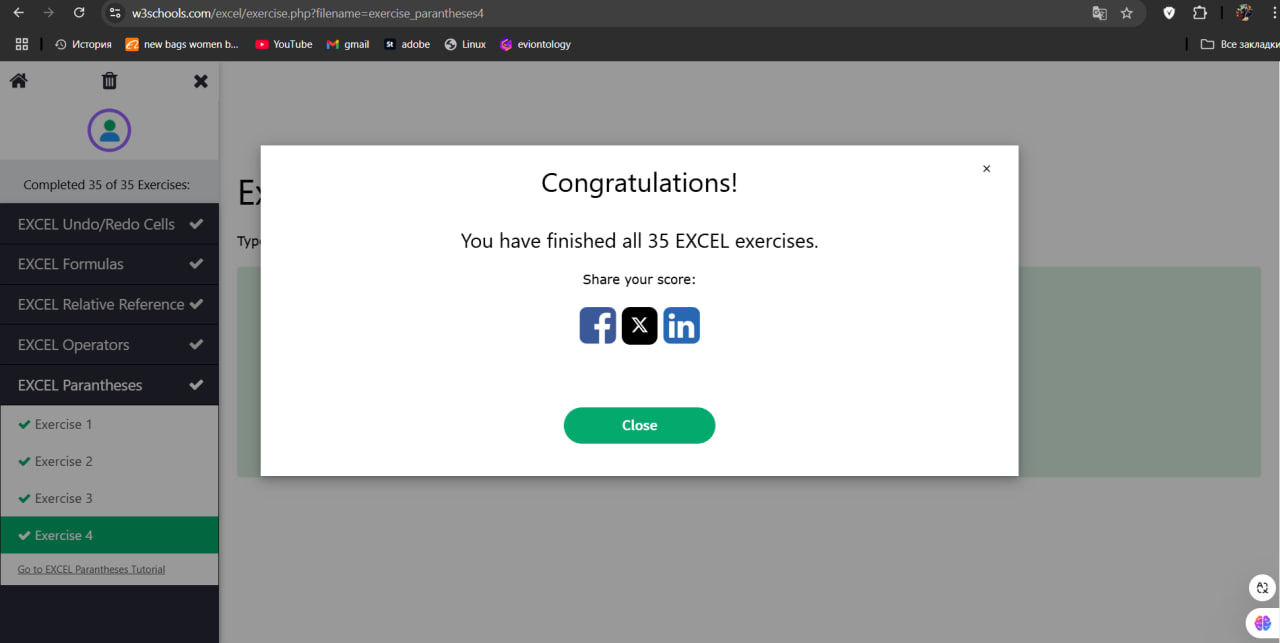 w3schools.com/excel/exercise.php?filename=exercise_parantheses4
История
new bags women b...
YouTube
gmail
adobe
Linux
eviontology
Все закладки
Completed 35 of 35 Exercises:
EXCEL Undo/Redo Cells
EXCEL Formulas
EXCEL Relative Reference
EXCEL Operators
EXCEL Parantheses
Exercise 1
Exercise 2
Exercise 3
Exercise 4
Go to EXCEL Parantheses Tutorial
Ex
Type
×
Congratulations!
You have finished all 35 EXCEL exercises.
Share your score:
Close